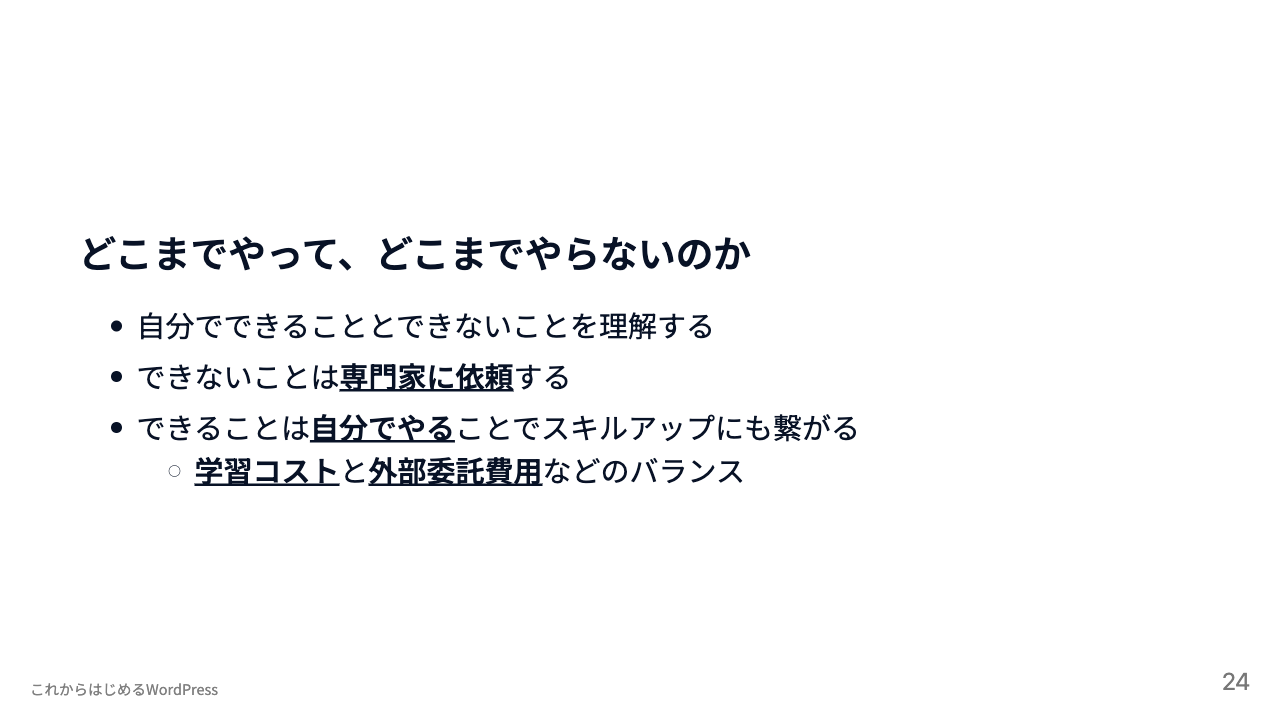 どこまでやって、どこまでやらないのか
自分でできることとできないことを理解する
できないことは専門家に依頼する
できることは自分でやることでスキルアップにも繋がる
学習コストと外部委託費用などのバランス
これからはじめるWordPress
24